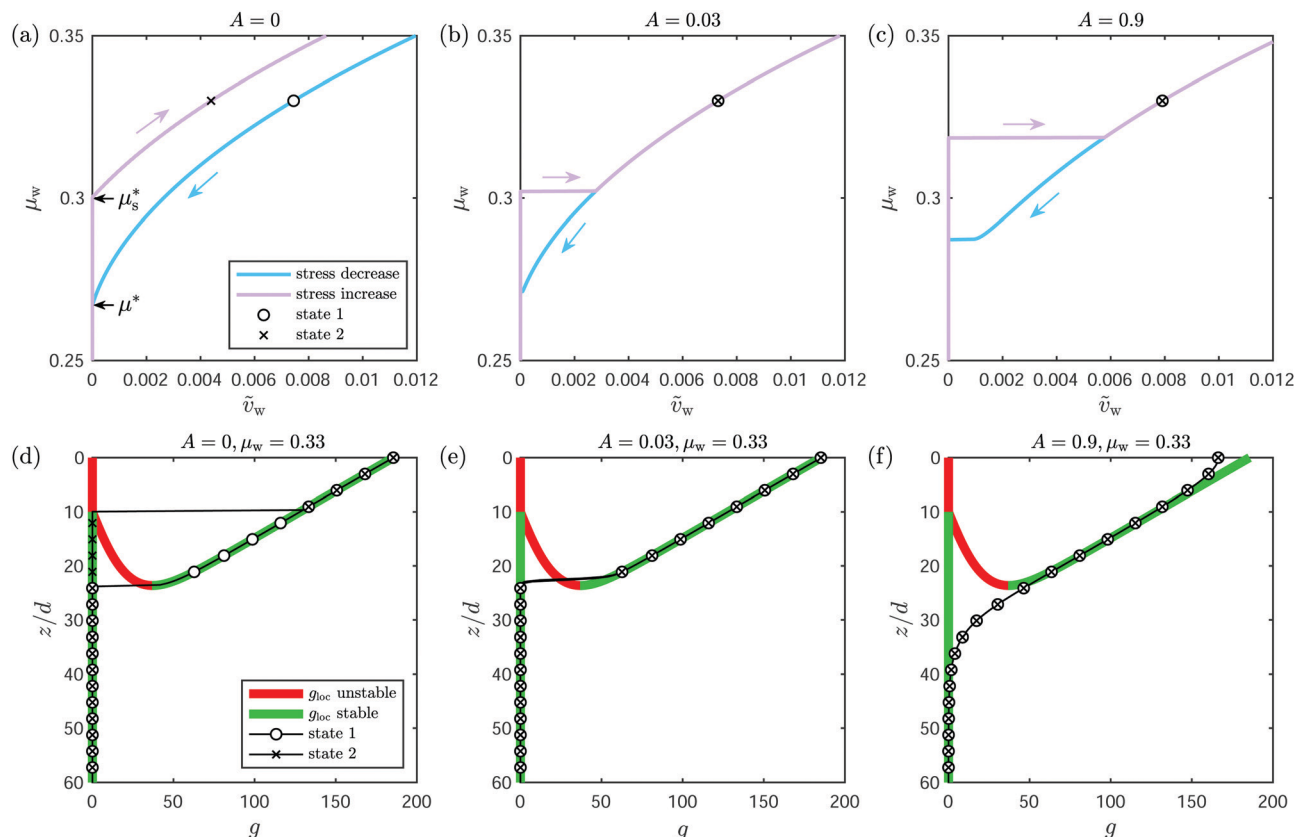 (a)
A = 0
μw
0.35
0.3
0.25
μ*s
μ*
stress decrease
stress increase
state 1
state 2
0 0.002 0.004 0.006 0.008 0.01 0.012
ṽw
(b)
A = 0.03
μw
0.35
0.3
0.25
0 0.002 0.004 0.006 0.008 0.01 0.012
ṽw
(c)
A = 0.9
μw
0.35
0.3
0.25
0 0.002 0.004 0.006 0.008 0.01 0.012
ṽw
(d)
A = 0, μw = 0.33
z/d
0
10
20
30
40
50
60
gloc unstable
gloc stable
state 1
state 2
0 50 100 150 200
g
(e)
A = 0.03, μw = 0.33
z/d
0
10
20
30
40
50
60
0 50 100 150 200
g
(f)
A = 0.9, μw = 0.33
z/d
0
10
20
30
40
50
60
0 50 100 150 200
g